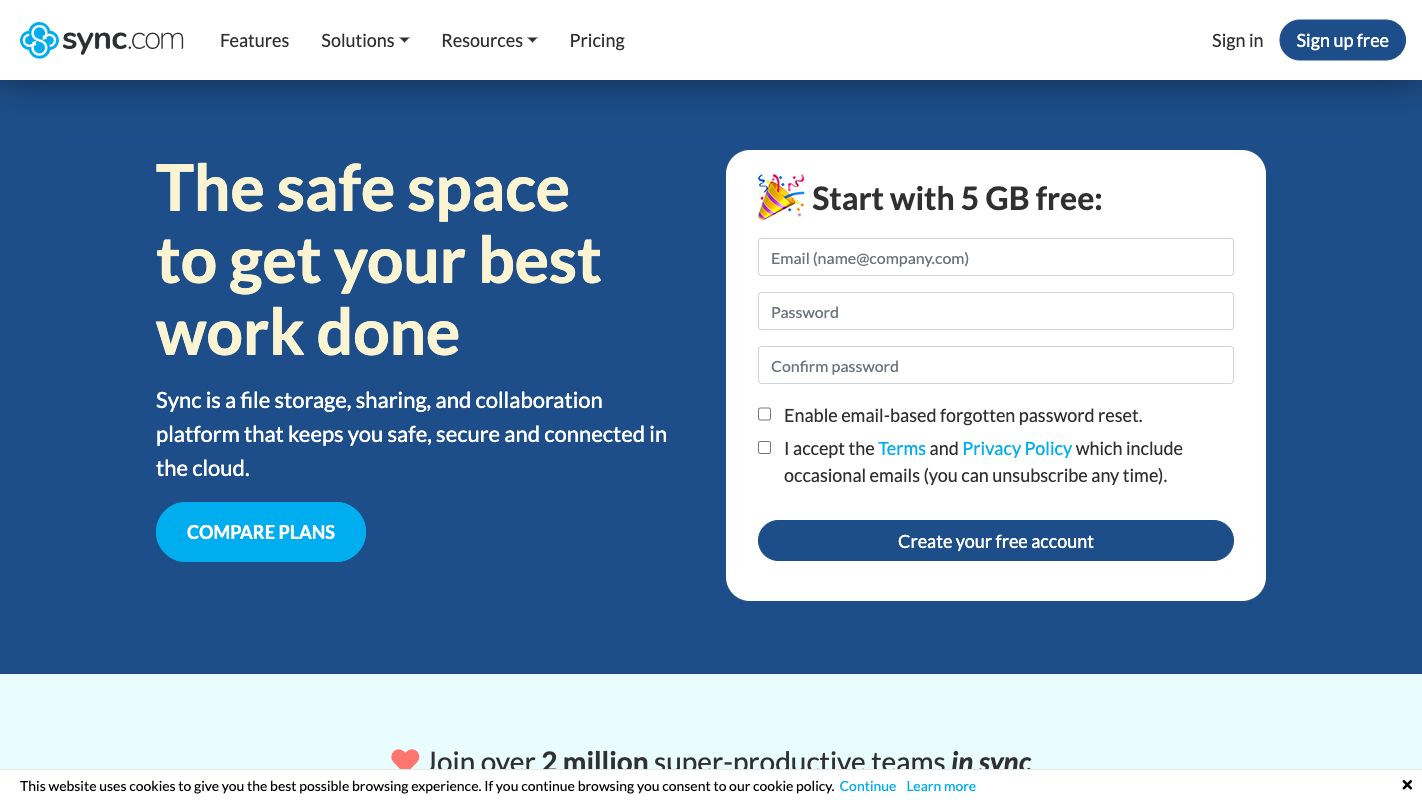 sync.com
Features
Solutions
Resources
Pricing
Sign in
Sign up free
The safe space
to get your best
work done
Sync is a file storage, sharing, and collaboration
platform that keeps you safe, secure and connected in
the cloud.
COMPARE PLANS
Start with 5 GB free:
Email (name@company.com)
Password
Confirm password
Enable email-based forgotten password reset.
I accept the Terms and Privacy Policy which include
occasional emails (you can unsubscribe any time).
Create your free account
Join over 2 million super-productive teams in sync
This website uses cookies to give you the best possible browsing experience. If you continue browsing you consent to our cookie policy. Continue Learn more